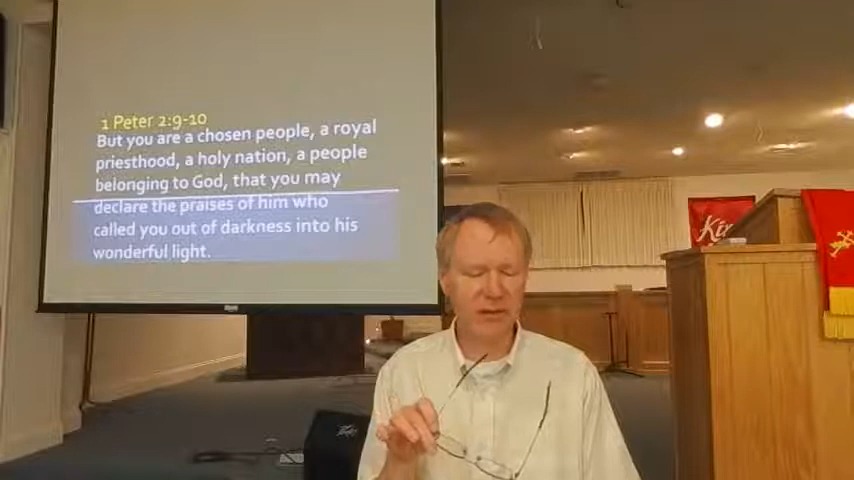 1 Peter 2:9-10
But you are a chosen people, a royal
priesthood, a holy nation, a people
belonging to God, that you may
declare the praises of him who
called you out of darkness into his
wonderful light.
Kin